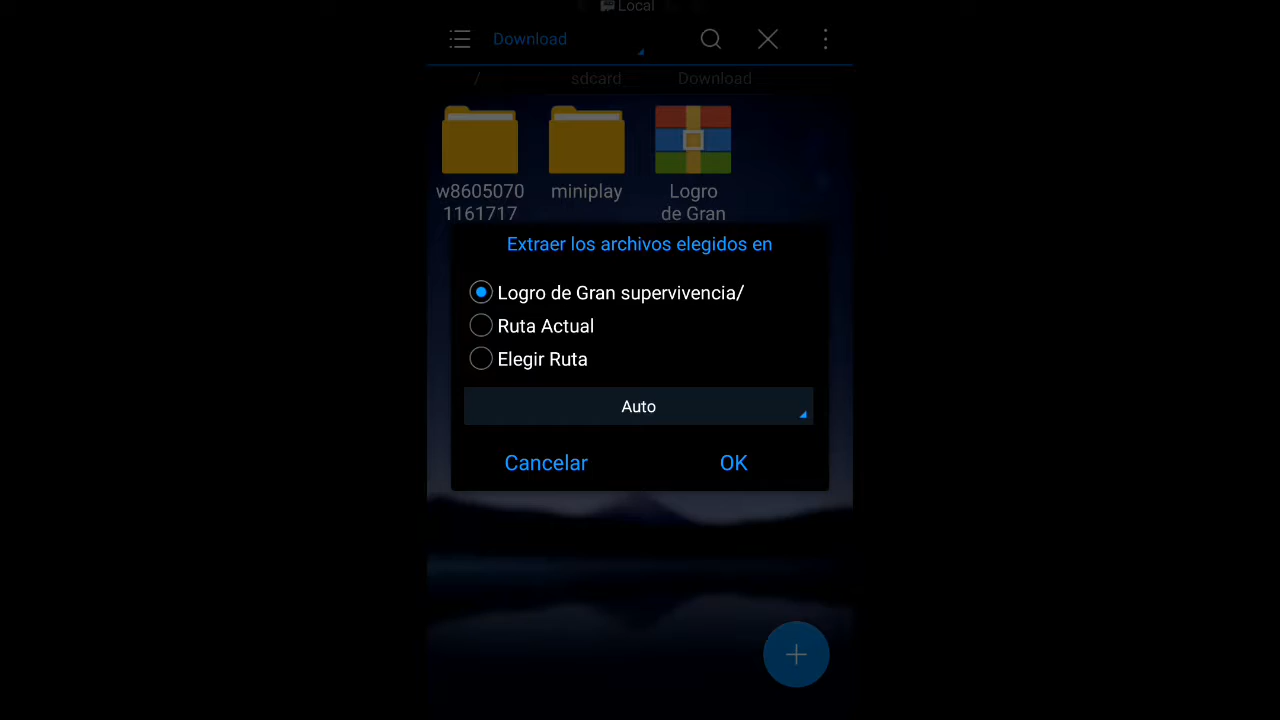 Local
Download
/ sdcard Download
w8605070
1161717
miniplay
Logro
de Gran
Extraer los archivos elegidos en
Logro de Gran supervivencia/
Ruta Actual
Elegir Ruta
Auto
Cancelar OK